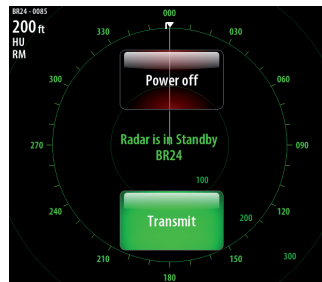 BR24 - 0085
200 ft
HU
RM
000
330
030
300
060
Power off
270
090
Radar is in Standby
BR24
100
240
120
Transmit
200
210
150
300
180